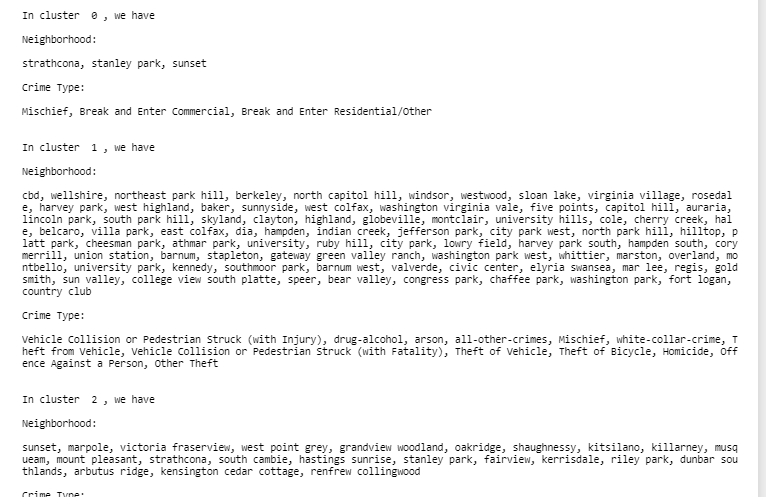 In cluster  0 , we have
Neighborhood:
strathcona, stanley park, sunset
Crime Type:
Mischief, Break and Enter Commercial, Break and Enter Residential/Other
In cluster  1 , we have
Neighborhood:
cbd, wellshire, northeast park hill, berkeley, north capitol hill, windsor, westwood, sloan lake, virginia village, rosedal
e, harvey park, west highland, baker, sunnyside, west colfax, washington virginia vale, five points, capitol hill, auraria,
lincoln park, south park hill, skyland, clayton, highland, globeville, montclair, university hills, cole, cherry creek, hal
e, belcaro, villa park, east colfax, dia, hampden, indian creek, jefferson park, city park west, north park hill, hilltop, p
latt park, cheesman park, athmar park, university, ruby hill, city park, lowry field, harvey park south, hampden south, cory
merrill, union station, barnum, stapleton, gateway green valley ranch, washington park west, whittier, marston, overland, mo
ntbello, university park, kennedy, southmoor park, barnum west, valverde, civic center, elyria swansea, mar lee, regis, gold
smith, sun valley, college view south platte, speer, bear valley, congress park, chaffee park, washington park, fort logan,
country club
Crime Type:
Vehicle Collision or Pedestrian Struck (with Injury), drug-alcohol, arson, all-other-crimes, Mischief, white-collar-crime, T
heft from Vehicle, Vehicle Collision or Pedestrian Struck (with Fatality), Theft of Vehicle, Theft of Bicycle, Homicide, Off
ence Against a Person, Other Theft
In cluster  2 , we have
Neighborhood:
sunset, marpole, victoria fraserview, west point grey, grandview woodland, oakridge, shaughnessy, kitsilano, killarney, musq
ueam, mount pleasant, strathcona, south cambie, hastings sunrise, stanley park, fairview, kerrisdale, riley park, dunbar sou
thlands, arbutus ridge, kensington cedar cottage, renfrew collingwood
Crime Type: